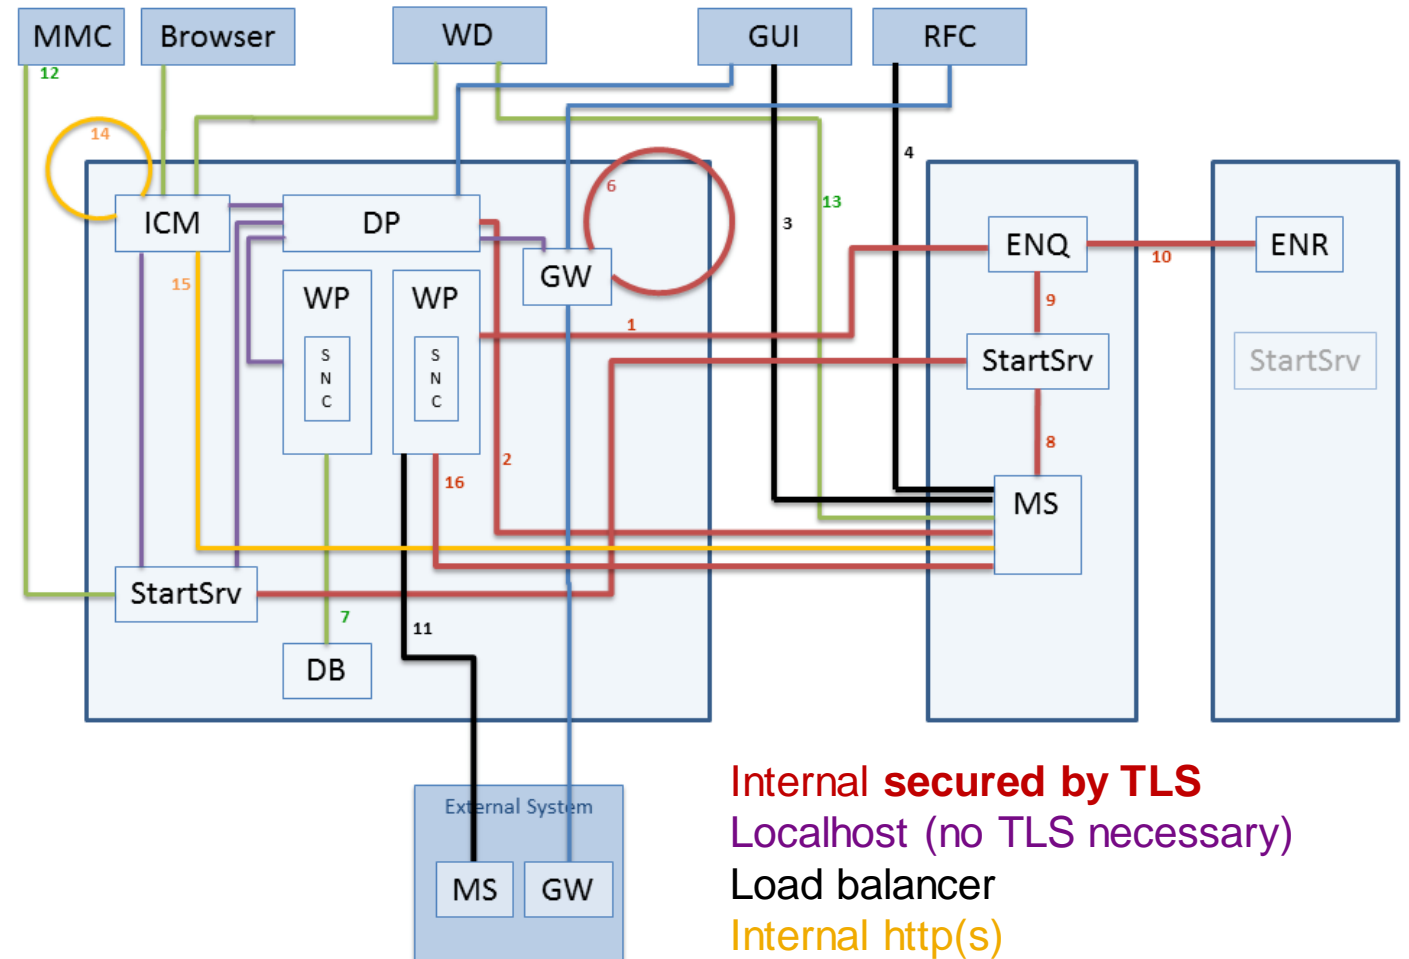 MMC
Browser
WD
GUI
RFC
12
14
6
4
3
13
ICM
DP
GW
ENQ
10
ENR
15
WP
WP
1
9
S
N
C
S
N
C
StartSrv
StartSrv
2
16
8
MS
StartSrv
7
11
DB
External System
MS
GW
Internal secured by TLS
Localhost (no TLS necessary)
Load balancer
Internal http(s)